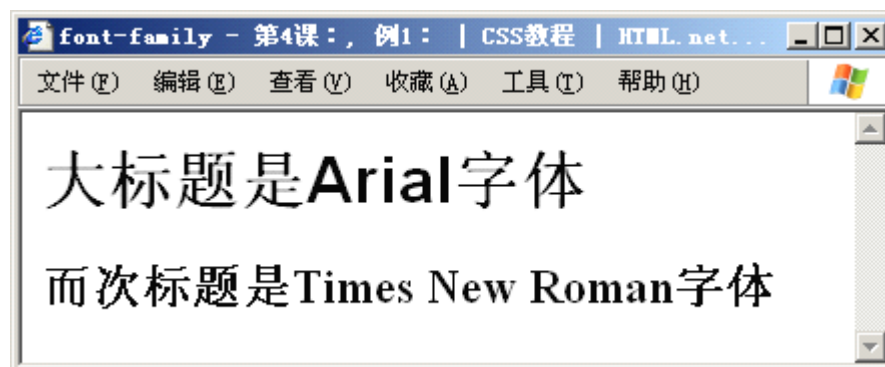 font-family - 第4课：, 例1： | CSS教程 | HTML.net...
文件(F) 编辑(E) 查看(V) 收藏(A) 工具(T) 帮助(H)
大标题是Arial字体
而次标题是Times New Roman字体